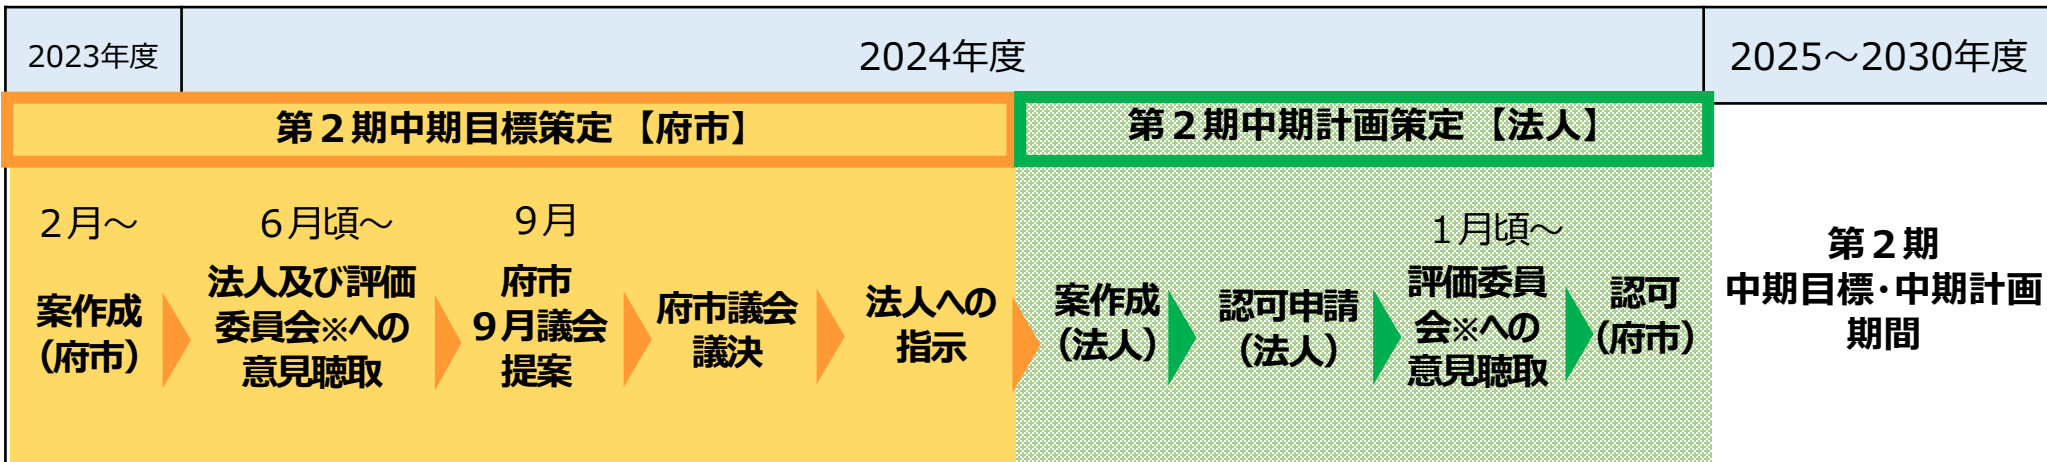 2023年度
2024年度
2025～2030年度
第２期中期目標策定【府市】
第２期中期計画策定【法人】
２月～
案作成
（府市）
６月頃～
法人及び評価
委員会※への
意見聴取
９月
府市
９月議会
提案
府市議会
議決
法人への
指示
案作成
（法人）
認可申請
（法人）
１月頃～
評価委員
会※への
意見聴取
認可
（府市）
第２期
中期目標・中期計画
期間